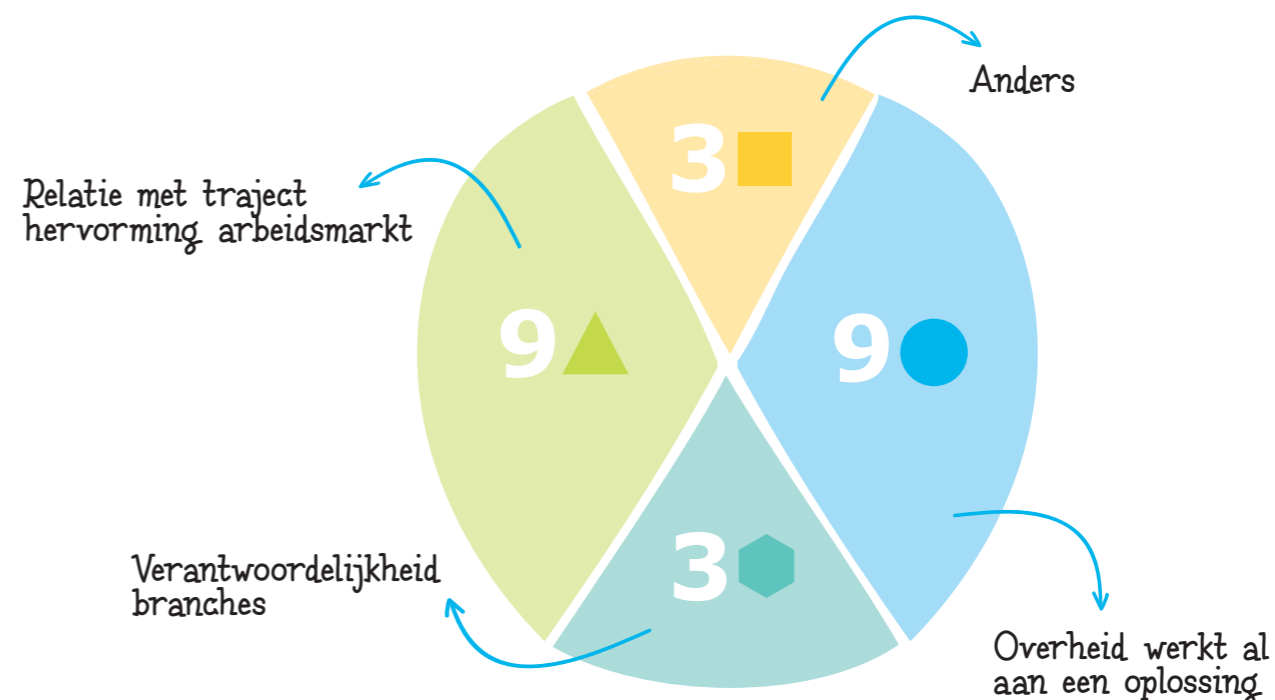 Anders
3
Relatie met traject
hervorming arbeidsmarkt
9
9
Verantwoordelijkheid
branches
3
Overheid werkt al
aan een oplossing